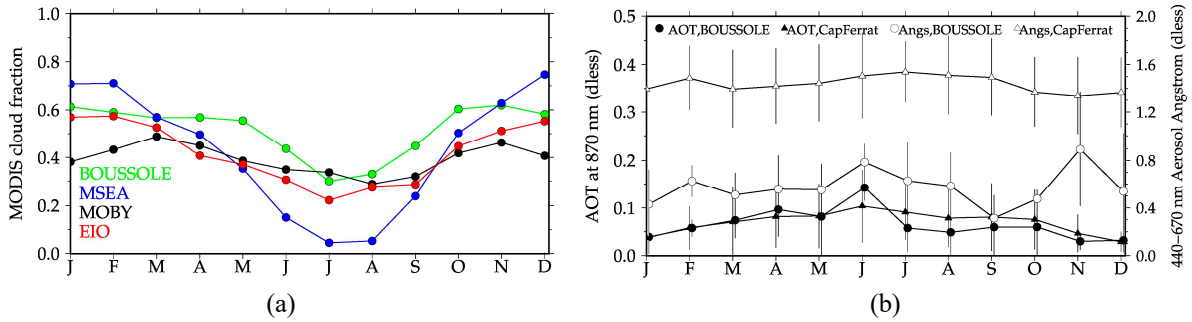 MODIS cloud fraction
1.0
0.8
0.6
0.4
0.2
0.0
BOUSSOLE
MSEA
MOBY
EIO
J F M A M J J A S O N D
(a)
AOT at 870 nm (dless)
0.5
0.4
0.3
0.2
0.1
0.0
AOT,BOUSSOLE AOT,CapFerrat Angs,BOUSSOLE Angs,CapFerrat
2.0
1.6
1.2
0.8
0.4
0.0
440−670 nm Aerosol Angstrom (dless)
J F M A M J J A S O N D
(b)